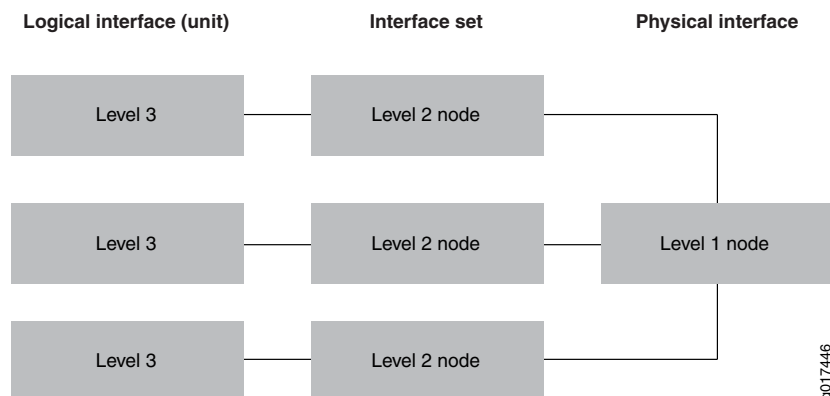 Logical interface (unit) Interface set Physical interface
Level 3 Level 2 node
Level 3 Level 2 node Level 1 node
Level 3 Level 2 node
g017446